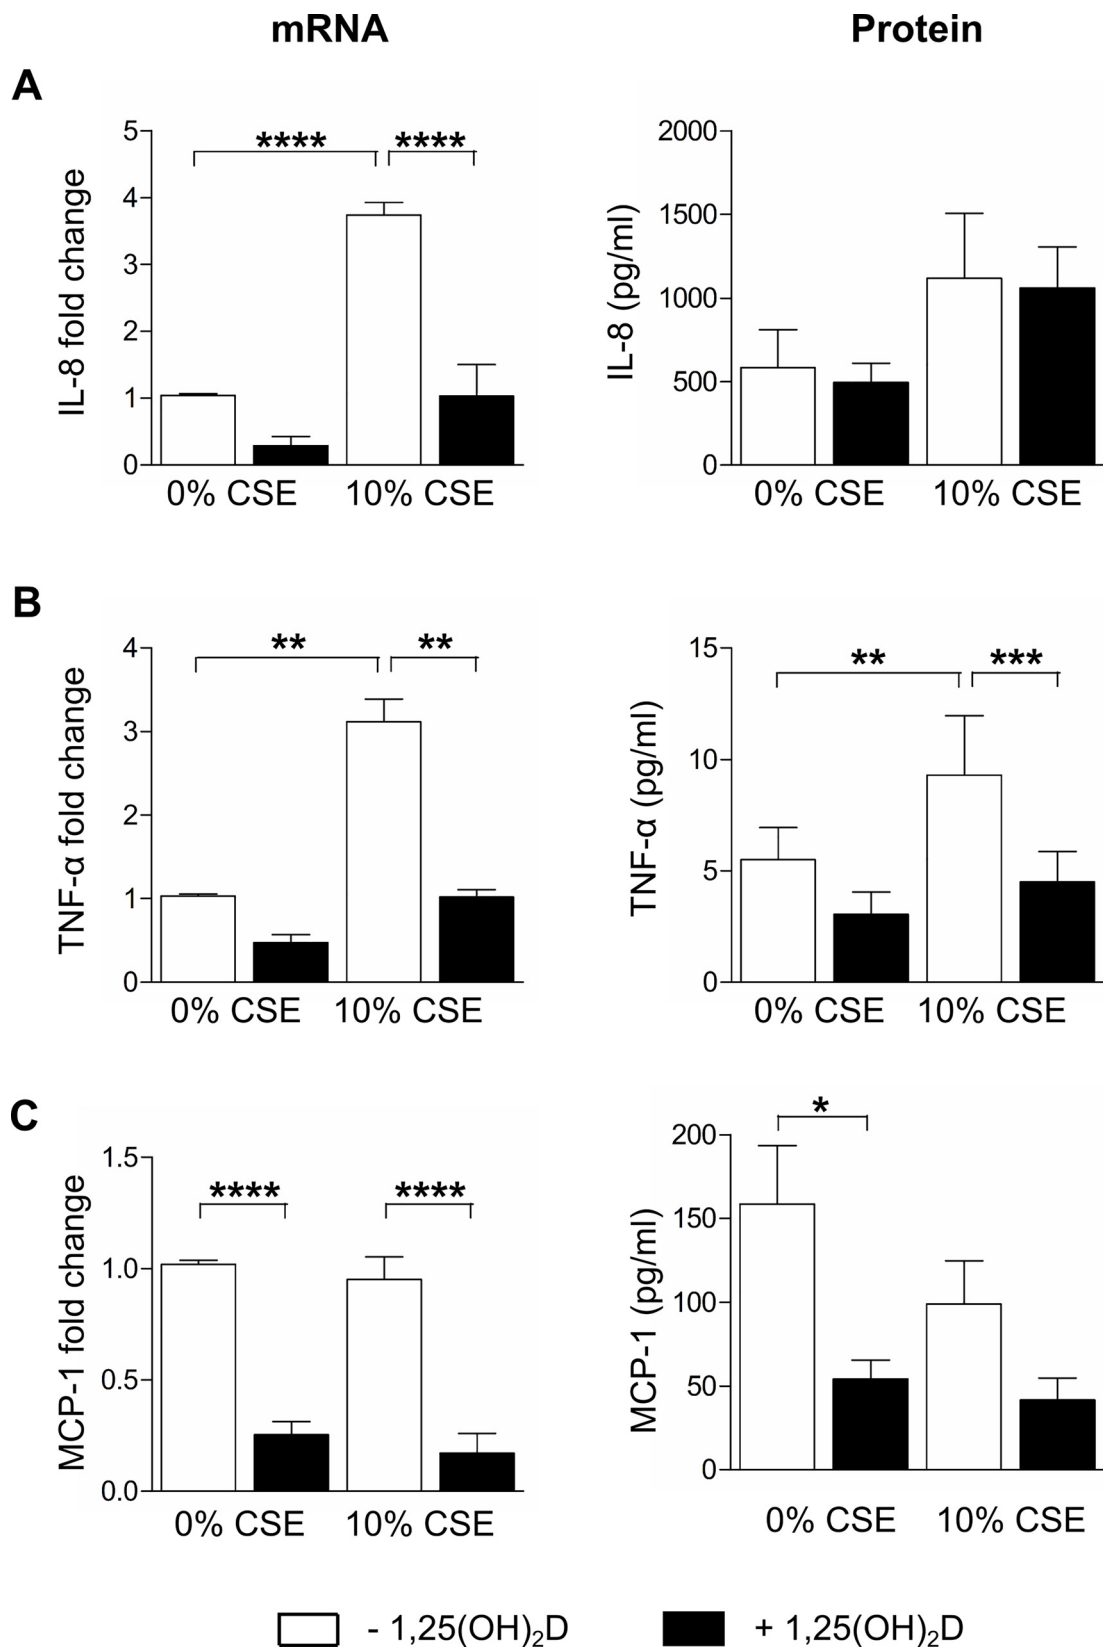 mRNA Protein
A
**** ****
IL-8 fold change
5
4
3
2
1
0
0% CSE 10% CSE
IL-8 (pg/ml)
2000
1500
1000
500
0
0% CSE 10% CSE
B
** **
TNF-α fold change
4
3
2
1
0
0% CSE 10% CSE
** ***
TNF-α (pg/ml)
15
10
5
0
0% CSE 10% CSE
C
**** ****
MCP-1 fold change
1.5
1.0
0.5
0.0
0% CSE 10% CSE
*
MCP-1 (pg/ml)
200
150
100
50
0
0% CSE 10% CSE
- 1,25(OH)₂D + 1,25(OH)₂D